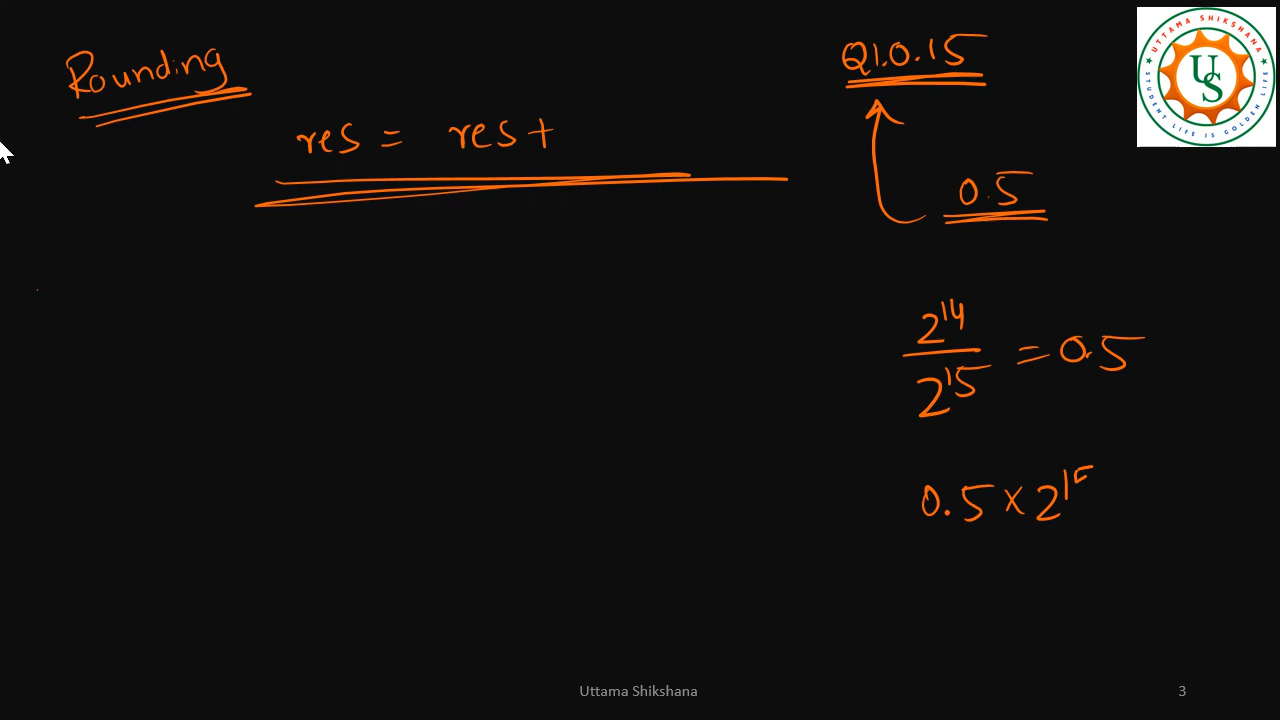 Rounding
res = res +
Q1.0.15
0.5
2^14
2^15
= 0.5
0.5 × 2^15
UTTAMA SHIKSHANA
US
STUDENT LIFE IS GOLDEN LIFE
Uttama Shikshana
3